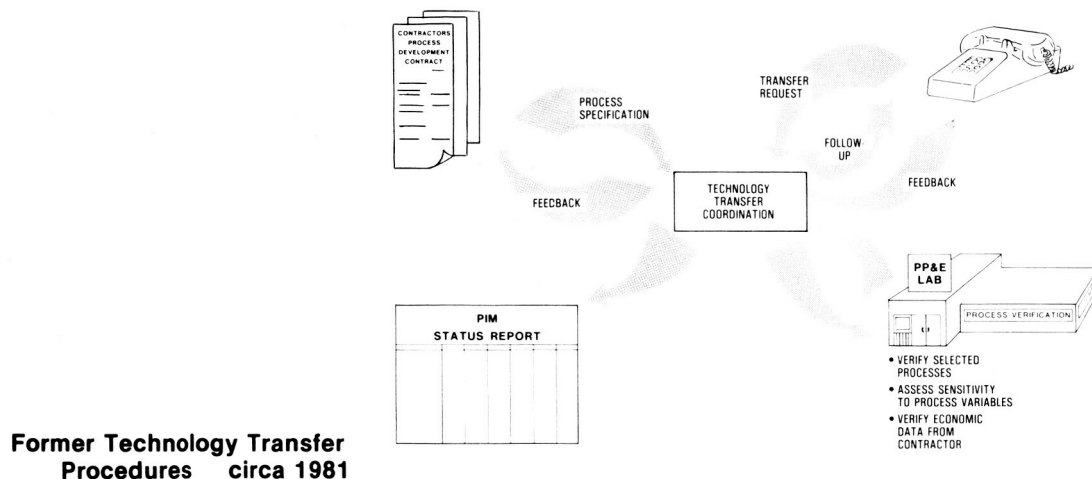 CONTRACTORS
PROCESS
DEVELOPMENT
CONTRACT
PROCESS
SPECIFICATION
FEEDBACK
TRANSFER
REQUEST
FOLLOW
UP
FEEDBACK
TECHNOLOGY
TRANSFER
COORDINATION
PIM
STATUS REPORT
PP&E
LAB
PROCESS VERIFICATION
• VERIFY SELECTED
PROCESSES
• ASSESS SENSITIVITY
TO PROCESS VARIABLES
• VERIFY ECONOMIC
DATA FROM
CONTRACTOR
Former Technology Transfer
Procedures circa 1981